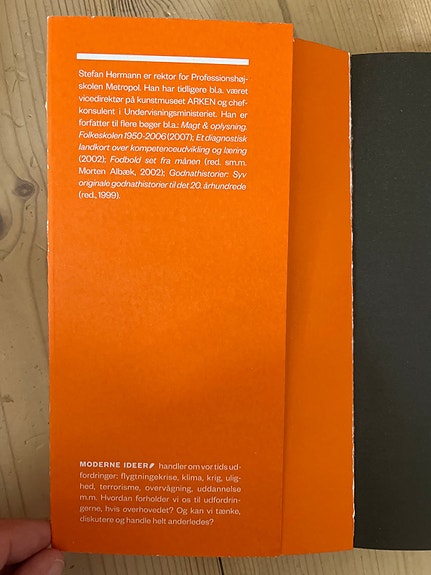 Stefan Hermann er rektor for Professionshøj-
skolen Metropol. Han har tidligere bl.a. været
vicedirektør på kunstmuseet ARKEN og chef-
konsulent i Undervisningsministeriet. Han er
forfatter til flere bøger bl.a.: Magt & oplysning.
Folkeskolen 1950-2006 (2007); Et diagnostisk
landkort over kompetenceudvikling og læring
(2002); Fodbold set fra månen (red. sm.m.
Morten Albæk, 2002); Godnathistorier: Syv
originale godnathistorier til det 20. århundrede
(red., 1999).
MODERNE IDEER handler om vor tids ud-
fordringer: flygtningekrise, klima, krig, ulig-
hed, terrorisme, overvågning, uddannelse
m.m. Hvordan forholder vi os til udfordrin-
gerne, hvis overhovedet? Og kan vi tænke,
diskutere og handle helt anderledes?